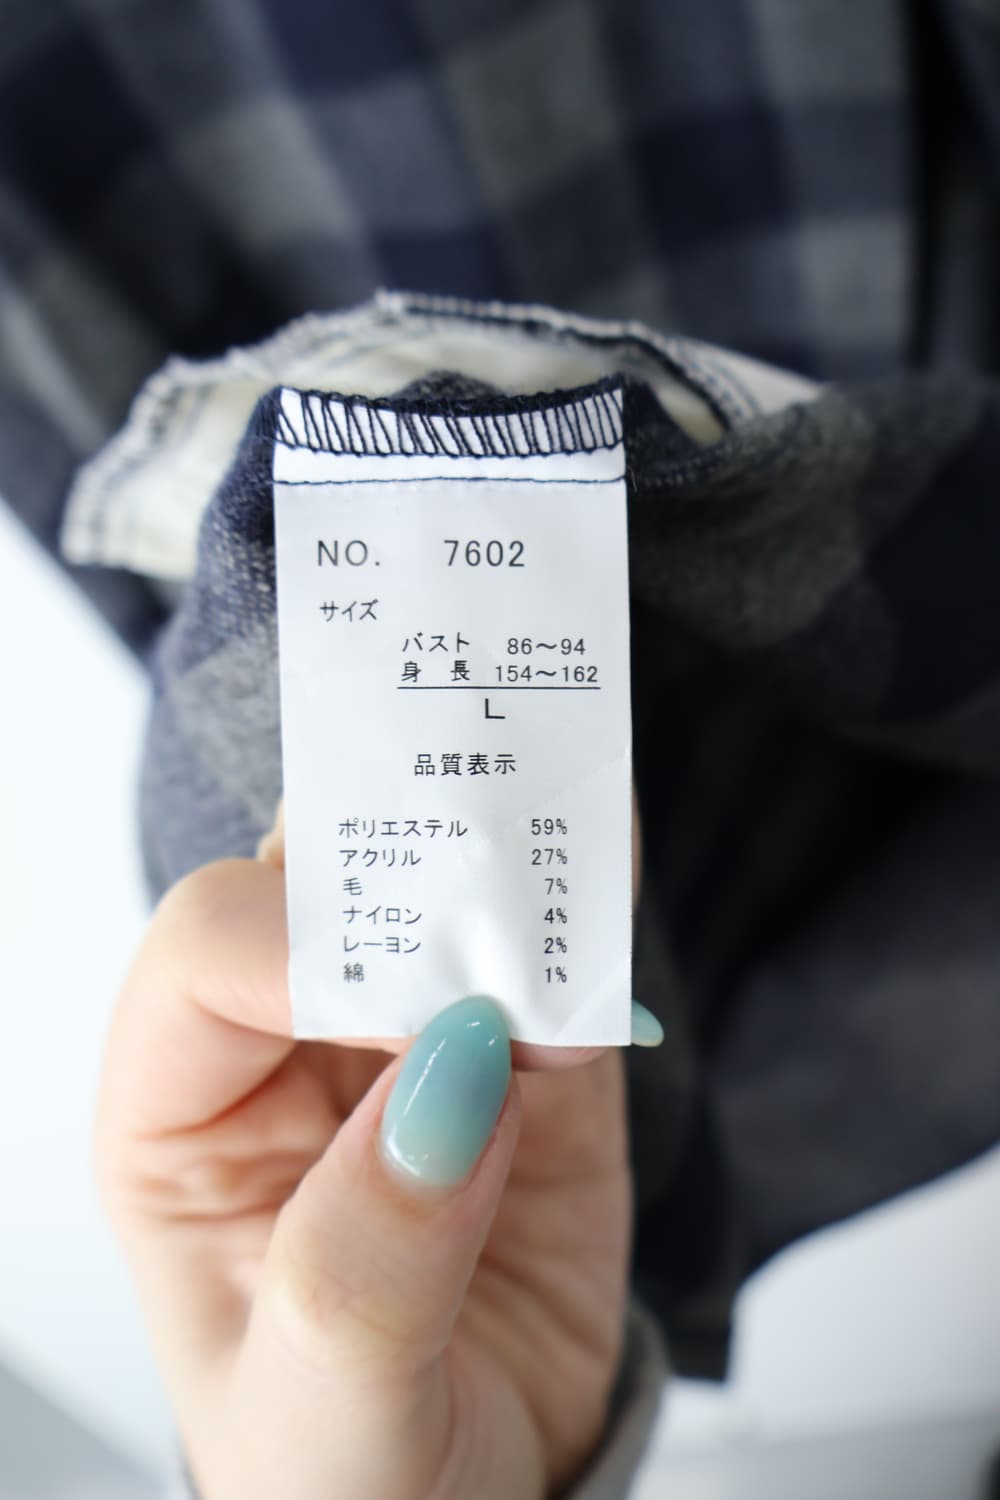 NO. 7602
サイズ
バスト 86～94
身長 154～162
L
品質表示
ポリエステル 59%
アクリル 27%
毛 7%
ナイロン 4%
レーヨン 2%
綿 1%